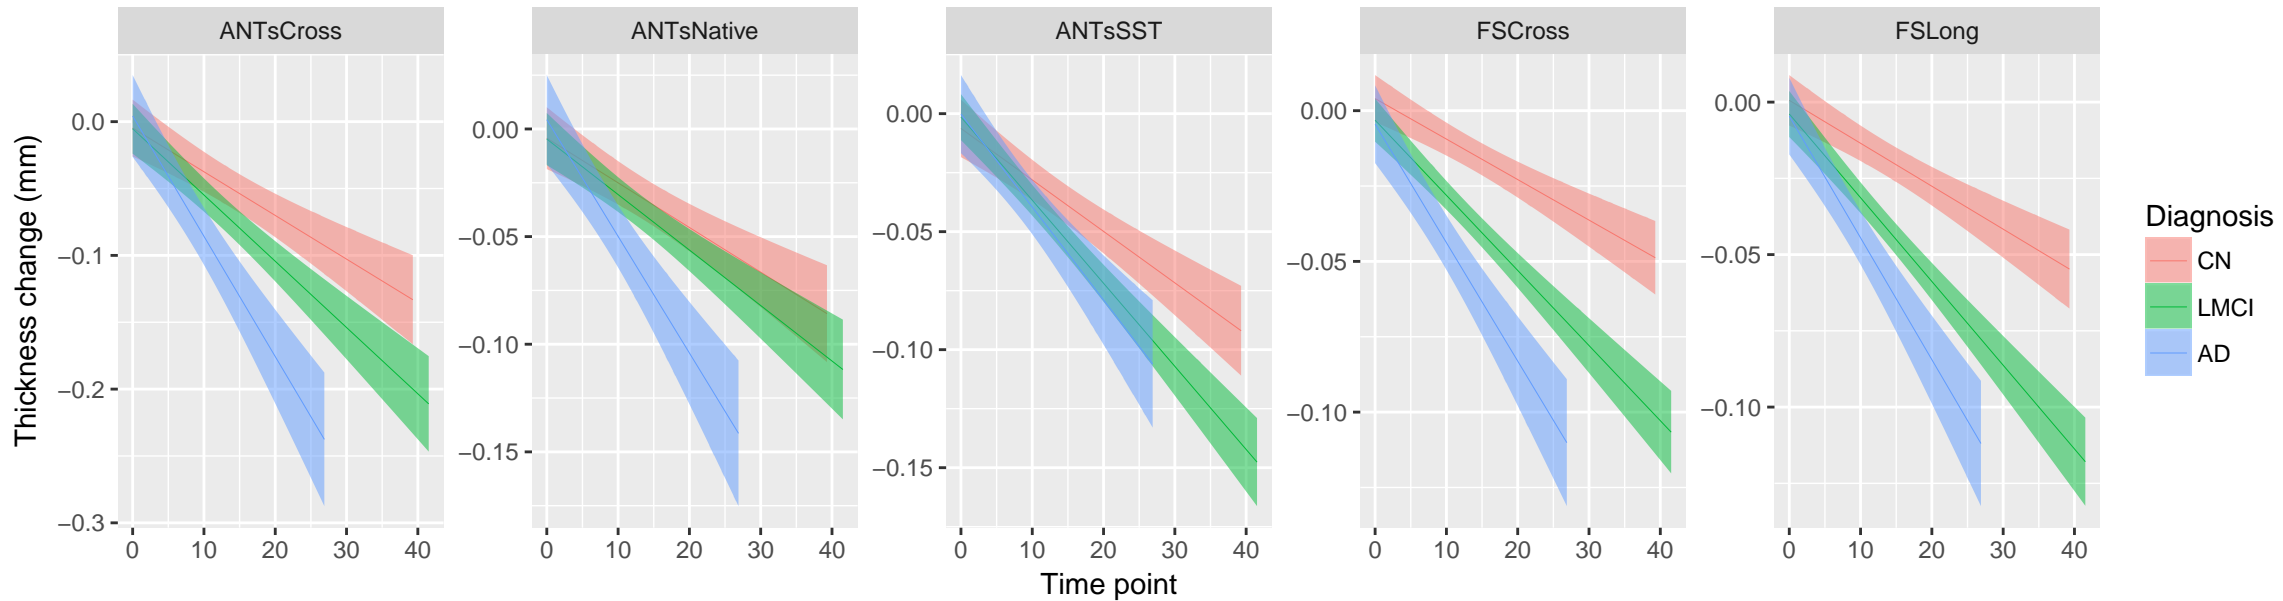 ANTsCross
ANTsNative
ANTsSST
FSCross
FSLong
Thickness change (mm)
0.0
−0.1
−0.2
−0.3
0 10 20 30 40
0.00
−0.05
−0.10
−0.15
0 10 20 30 40
0.00
−0.05
−0.10
−0.15
0 10 20 30 40
0.00
−0.05
−0.10
0 10 20 30 40
0.00
−0.05
−0.10
0 10 20 30 40
Time point
Diagnosis
CN
LMCI
AD